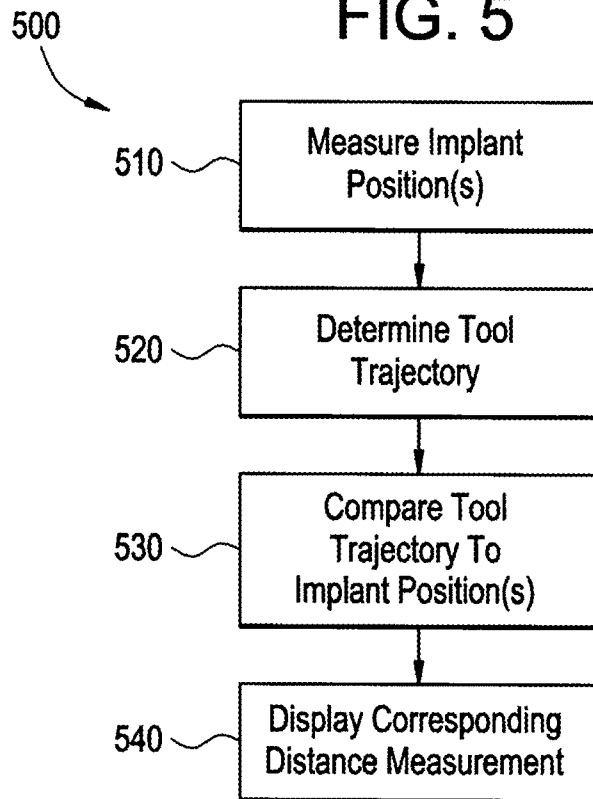 FIG. 5
500
510
Measure Implant
Position(s)
520
Determine Tool
Trajectory
530
Compare Tool
Trajectory To
Implant Position(s)
540
Display Corresponding
Distance Measurement